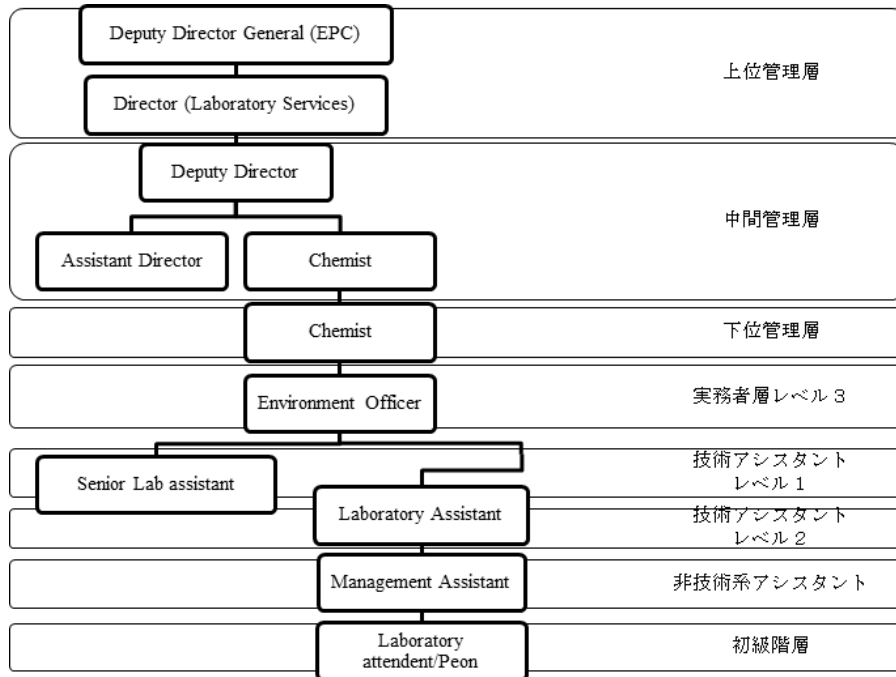 Deputy Director General (EPC)
上位管理層
Director (Laboratory Services)
Deputy Director
中間管理層
Assistant Director
Chemist
Chemist
下位管理層
Environment Officer
実務者層レベル３
Senior Lab assistant
技術アシスタント
レベル１
Laboratory Assistant
技術アシスタント
レベル２
Management Assistant
非技術系アシスタント
Laboratory
attendent/Peon
初級階層